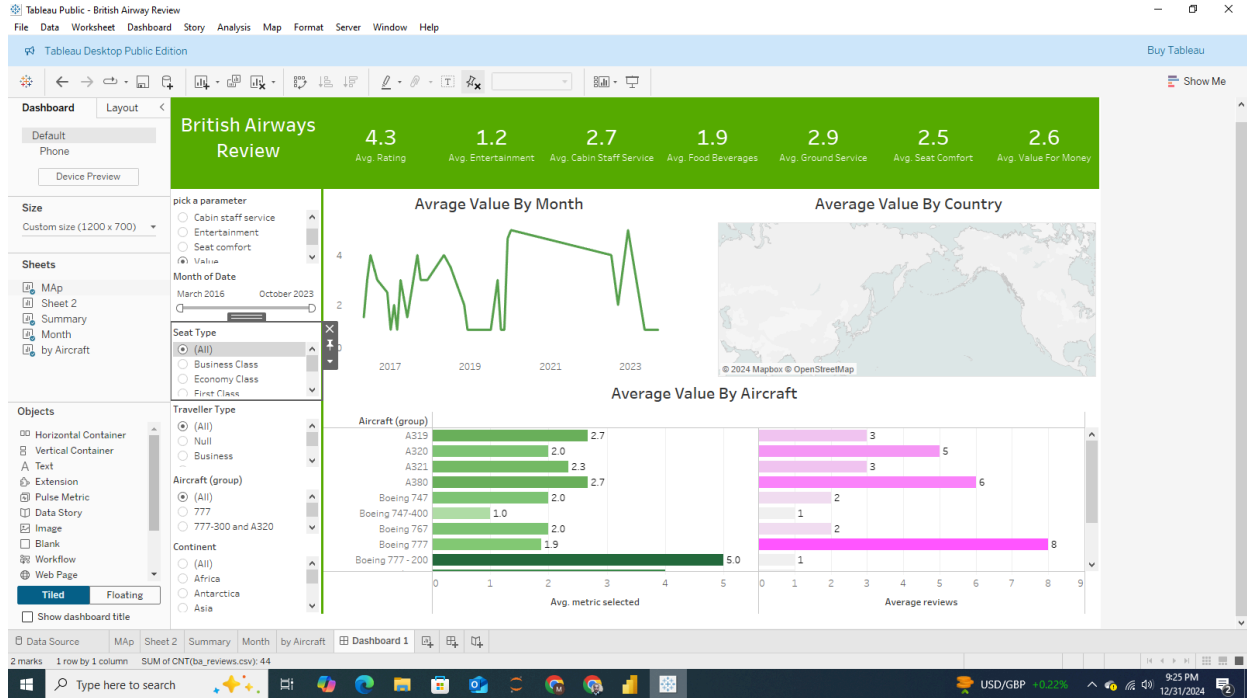 Tableau Public - British Airway Review
File Data Worksheet Dashboard Story Analysis Map Format Server Window Help
Tableau Desktop Public Edition
Buy Tableau
Show Me
Dashboard Layout
Default
Phone
Device Preview
Size
Custom size (1200 x 700)
Sheets
MAp
Sheet 2
Summary
Month
by Aircraft
Objects
Horizontal Container
Vertical Container
Text
Extension
Pulse Metric
Data Story
Image
Blank
Workflow
Web Page
Tiled Floating
Show dashboard title
British Airways
Review
4.3 1.2 2.7 1.9 2.9 2.5 2.6
Avg. Rating Avg. Entertainment Avg. Cabin Staff Service Avg. Food Beverages Avg. Ground Service Avg. Seat Comfort Avg. Value For Money
pick a parameter
Cabin staff service
Entertainment
Seat comfort
Value
Month of Date
March 2016 October 2023
Seat Type
(All)
Business Class
Economy Class
First Class
Traveller Type
(All)
Null
Business
Aircraft (group)
(All)
777
777-300 and A320
Continent
(All)
Africa
Antarctica
Asia
Avrage Value By Month
4
2
0
2017 2019 2021 2023
Average Value By Country
© 2024 Mapbox © OpenStreetMap
Average Value By Aircraft
Aircraft (group)
A319 2.7 3
A320 2.0 5
A321 2.3 3
A380 2.7 6
Boeing 747 2.0 2
Boeing 747-400 1.0 1
Boeing 767 2.0 2
Boeing 777 1.9 8
Boeing 777 - 200 5.0 1
0 1 2 3 4 5 0 1 2 3 4 5 6 7 8 9
Avg. metric selected Average reviews
Data Source MAp Sheet 2 Summary Month by Aircraft Dashboard 1
2 marks 1 row by 1 column SUM of CNT(ba_reviews.csv): 44
Type here to search
USD/GBP +0.22%
9:25 PM
12/31/2024
2